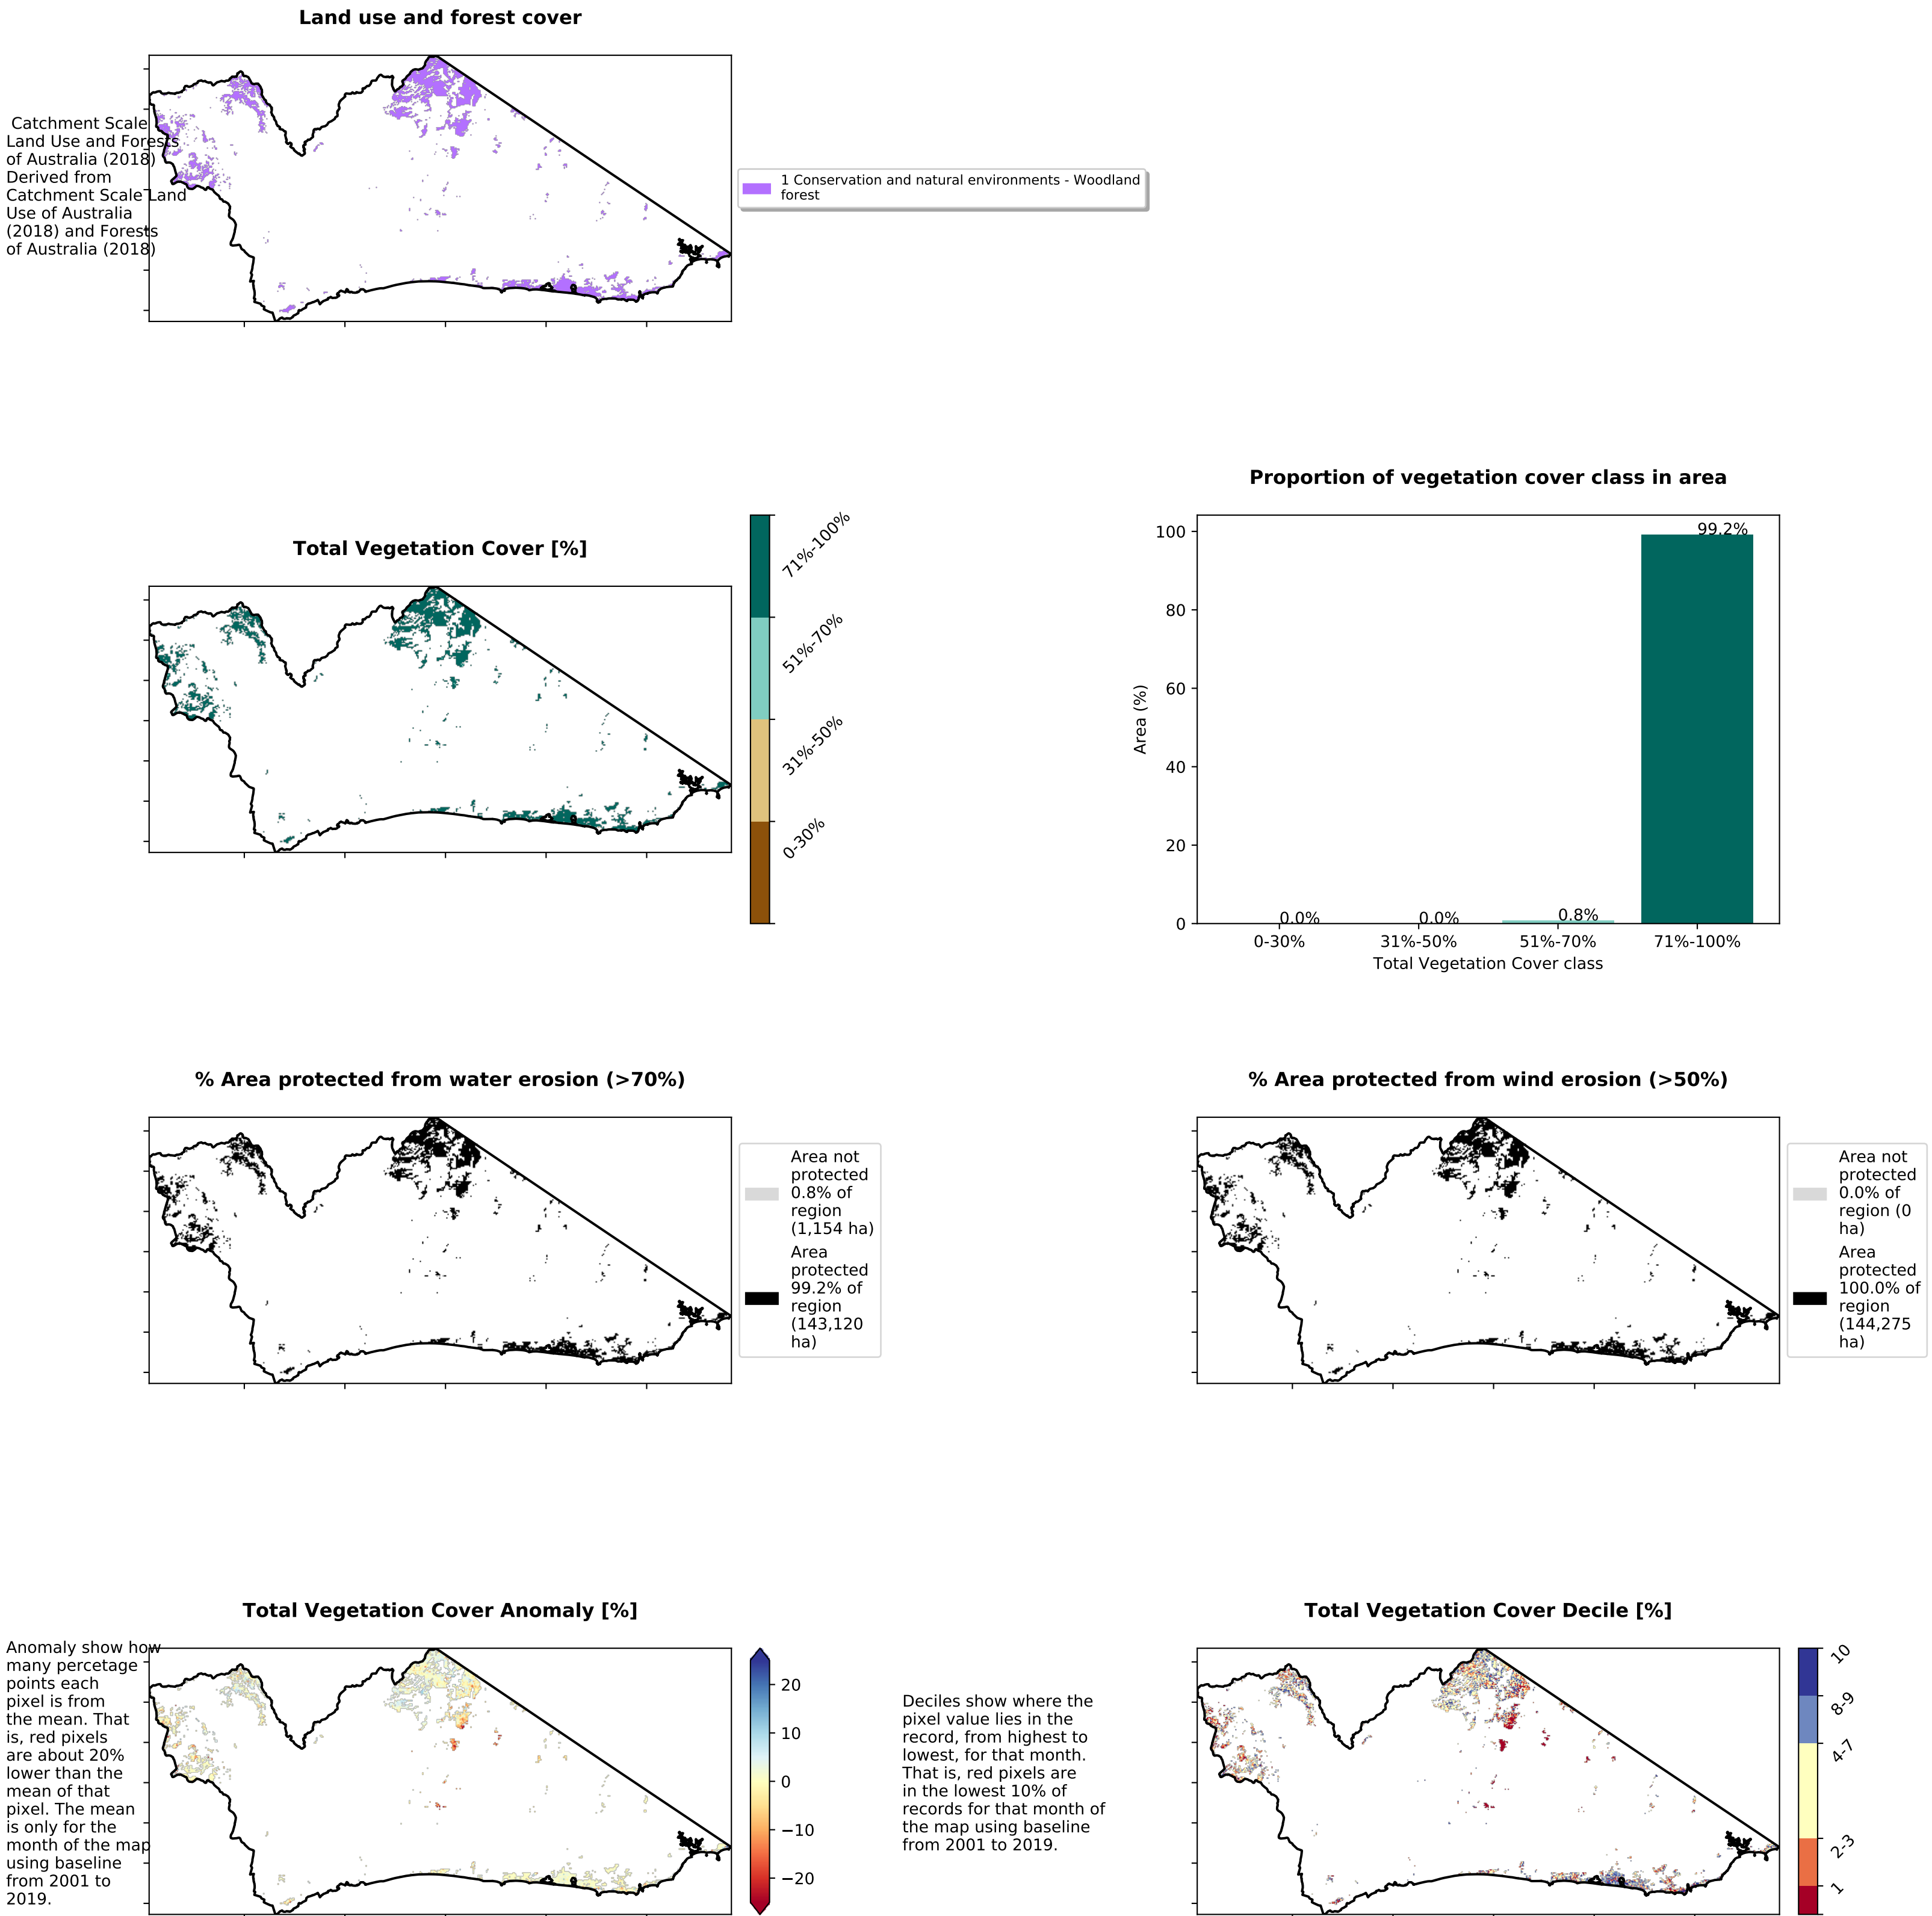 Land use and forest cover
Catchment Scale
Land Use and Forests
of Australia (2018)
Derived from
Catchment Scale Land
Use of Australia
(2018) and Forests
of Australia (2018)
1 Conservation and natural environments - Woodland
forest
Total Vegetation Cover [%]
71%-100%
51%-70%
31%-50%
0-30%
Proportion of vegetation cover class in area
100
80
60
40
20
0
Area (%)
99.2%
0.0%
0.0%
0.8%
0-30%
31%-50%
51%-70%
71%-100%
Total Vegetation Cover class
% Area protected from water erosion (>70%)
Area not
protected
0.8% of
region
(1,154 ha)
Area
protected
99.2% of
region
(143,120
ha)
% Area protected from wind erosion (>50%)
Area not
protected
0.0% of
region (0
ha)
Area
protected
100.0% of
region
(144,275
ha)
Total Vegetation Cover Anomaly [%]
Anomaly show how
many percetage
points each
pixel is from
the mean. That
is, red pixels
are about 20%
lower than the
mean of that
pixel. The mean
is only for the
month of the map
using baseline
from 2001 to
2019.
20
10
0
−10
−20
Total Vegetation Cover Decile [%]
Deciles show where the
pixel value lies in the
record, from highest to
lowest, for that month.
That is, red pixels are
in the lowest 10% of
records for that month of
the map using baseline
from 2001 to 2019.
10
8-9
4-7
2-3
1